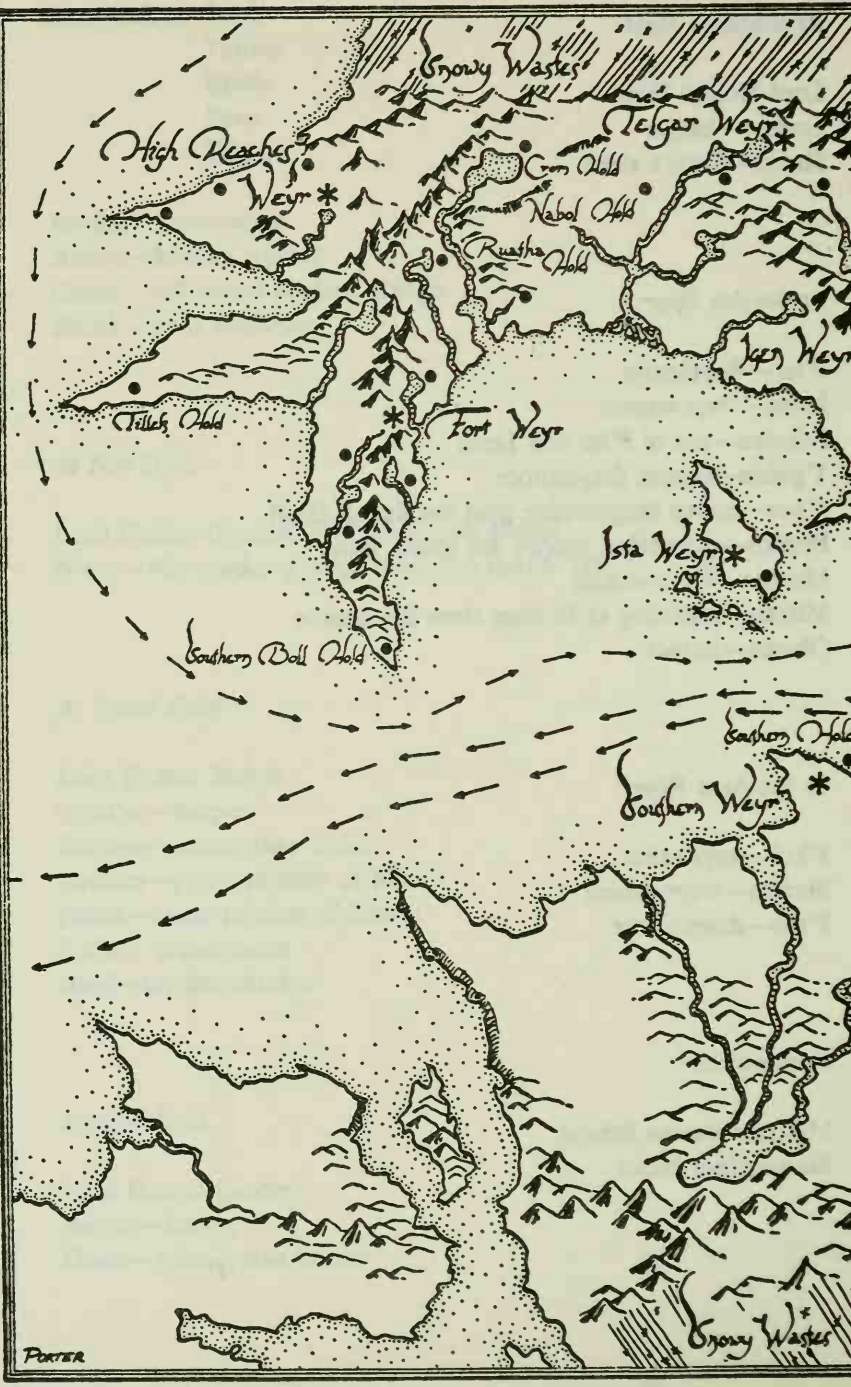 Snowy Wastes
Telgar Weyr
High Reaches
Weyr
Crom Hold
Nabol Hold
Ruatha
Hold
Igen Weyr
Tillek Hold
Fort Weyr
Ista Weyr
Southern Boll Hold
Southern Hold
Southern Weyr
Snowy Wastes
PORTER